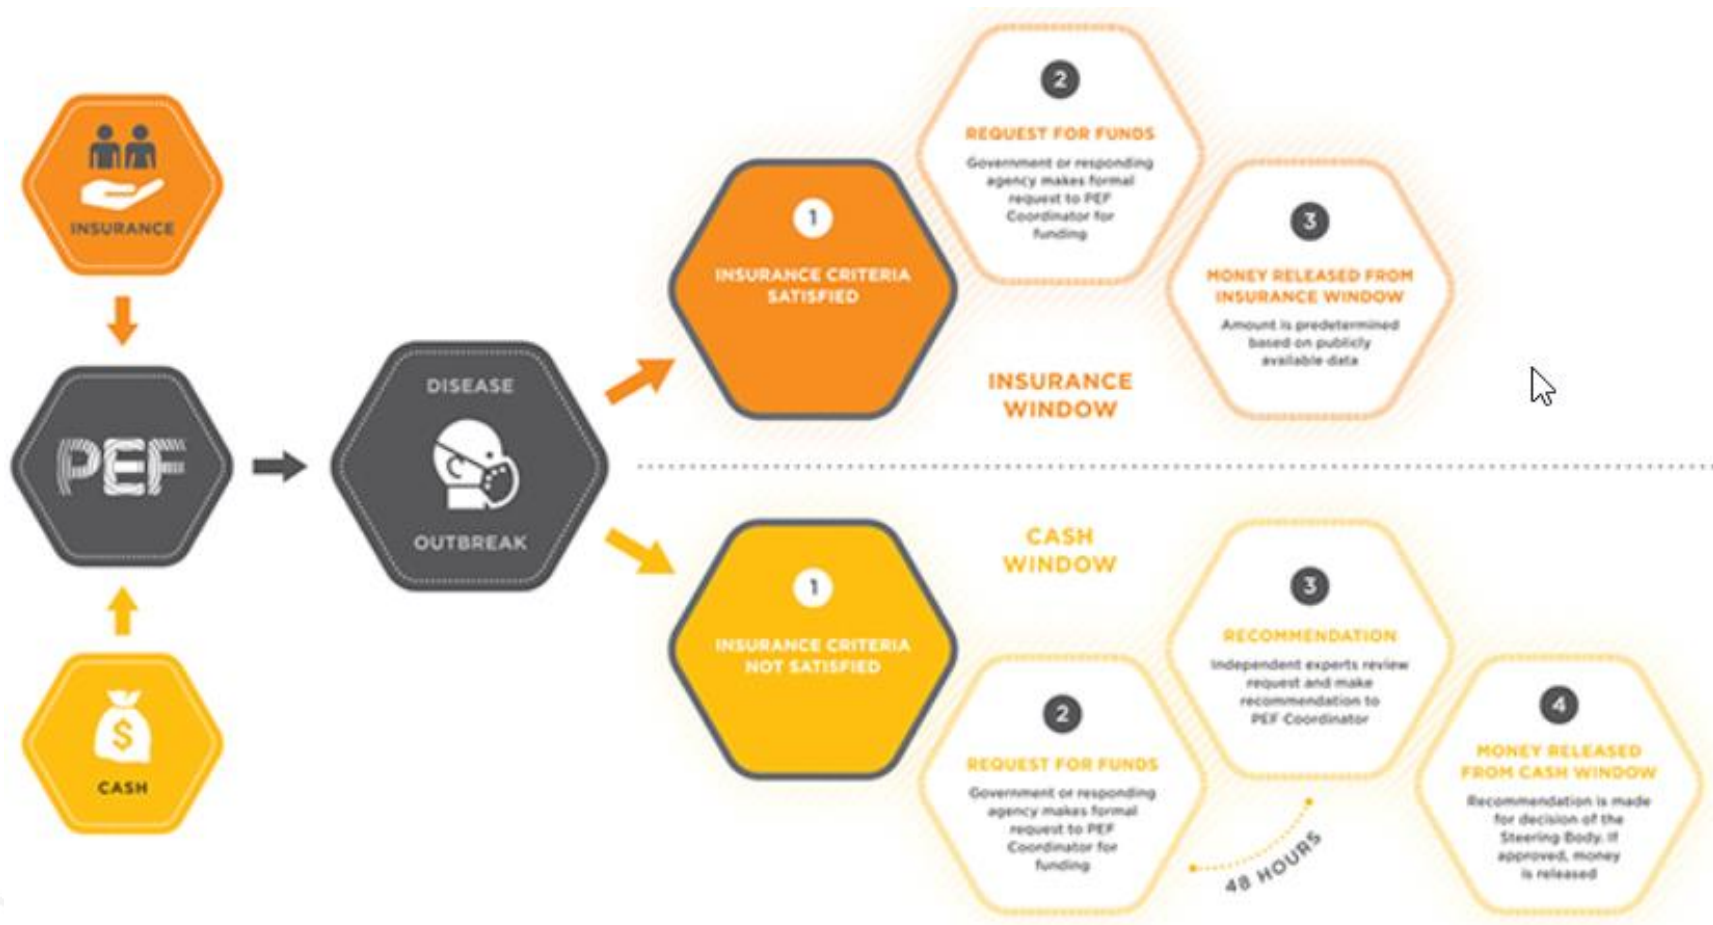 INSURANCE
PEF
CASH
DISEASE
OUTBREAK
1
INSURANCE CRITERIA
SATISFIED
2
REQUEST FOR FUNDS
Government or responding
agency makes formal
request to PEF
Coordinator for
funding
3
MONEY RELEASED FROM
INSURANCE WINDOW
Amount is predetermined
based on publicly
available data
INSURANCE
WINDOW
CASH
WINDOW
1
INSURANCE CRITERIA
NOT SATISFIED
2
REQUEST FOR FUNDS
Government or responding
agency makes formal
request to PEF
Coordinator for
funding
48 HOURS
3
RECOMMENDATION
Independent experts review
request and make
recommendation to
PEF Coordinator
4
MONEY RELEASED
FROM CASH WINDOW
Recommendation is made
for decision of the
Steering Body. If
approved, money
is released